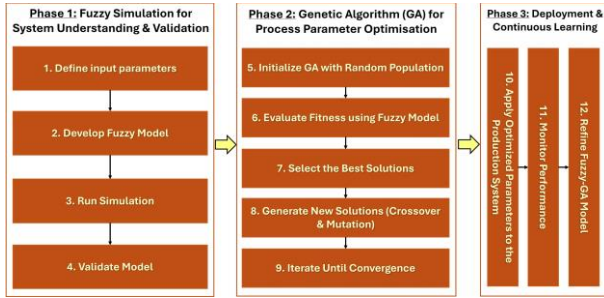 Phase 1: Fuzzy Simulation for
System Understanding & Validation
1. Define input parameters
2. Develop Fuzzy Model
3. Run Simulation
4. Validate Model
Phase 2: Genetic Algorithm (GA) for
Process Parameter Optimisation
5. Initialize GA with Random Population
6. Evaluate Fitness using Fuzzy Model
7. Select the Best Solutions
8. Generate New Solutions (Crossover
& Mutation)
9. Iterate Until Convergence
Phase 3: Deployment &
Continuous Learning
10. Apply Optimized Parameters to the
Production System
11. Monitor Performance
12. Refine Fuzzy-GA Model